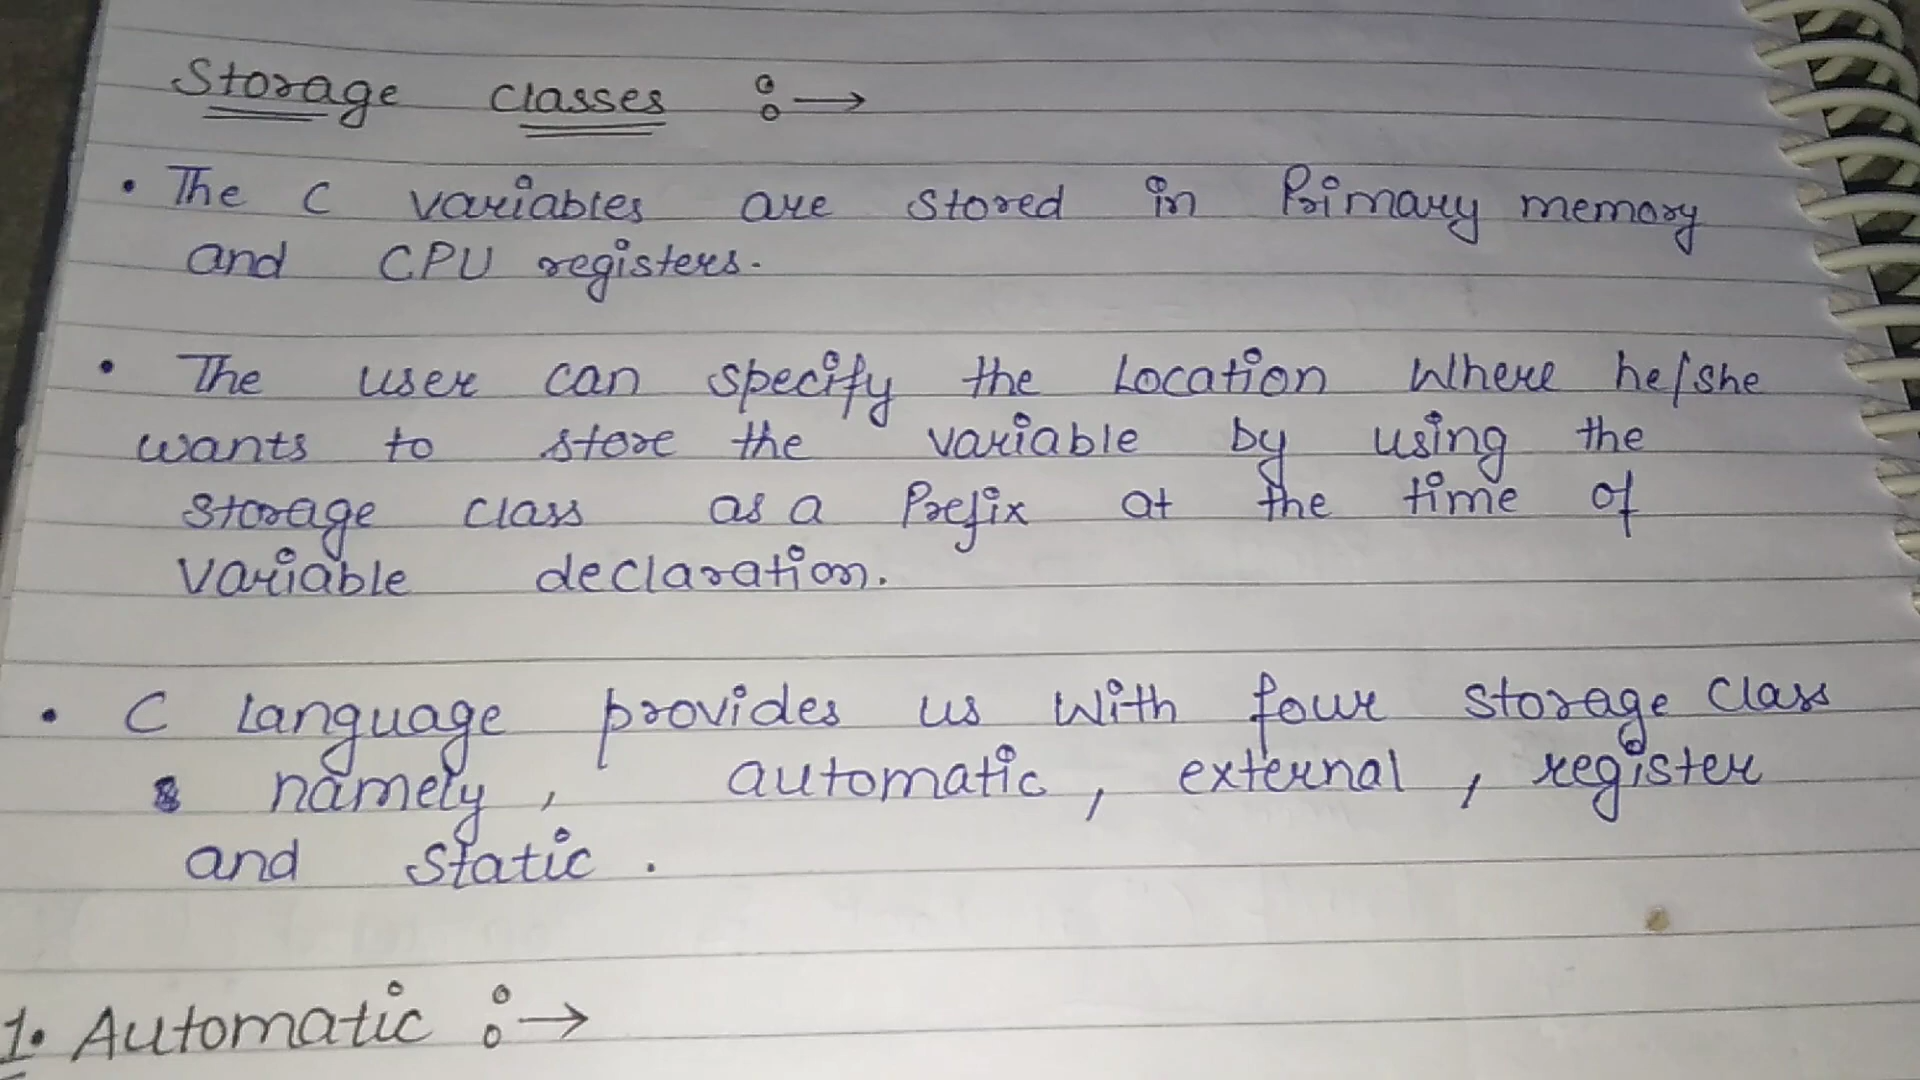 Storage classes :→
• The C variables are stored in Primary memory
and CPU registers.
• The user can specify the Location Where he/she
wants to store the variable by using the
storage class as a Prefix at the time of
variable declaration.
• C Language provides us With four storage Class
namely, automatic, external, register
and static.
1. Automatic :→